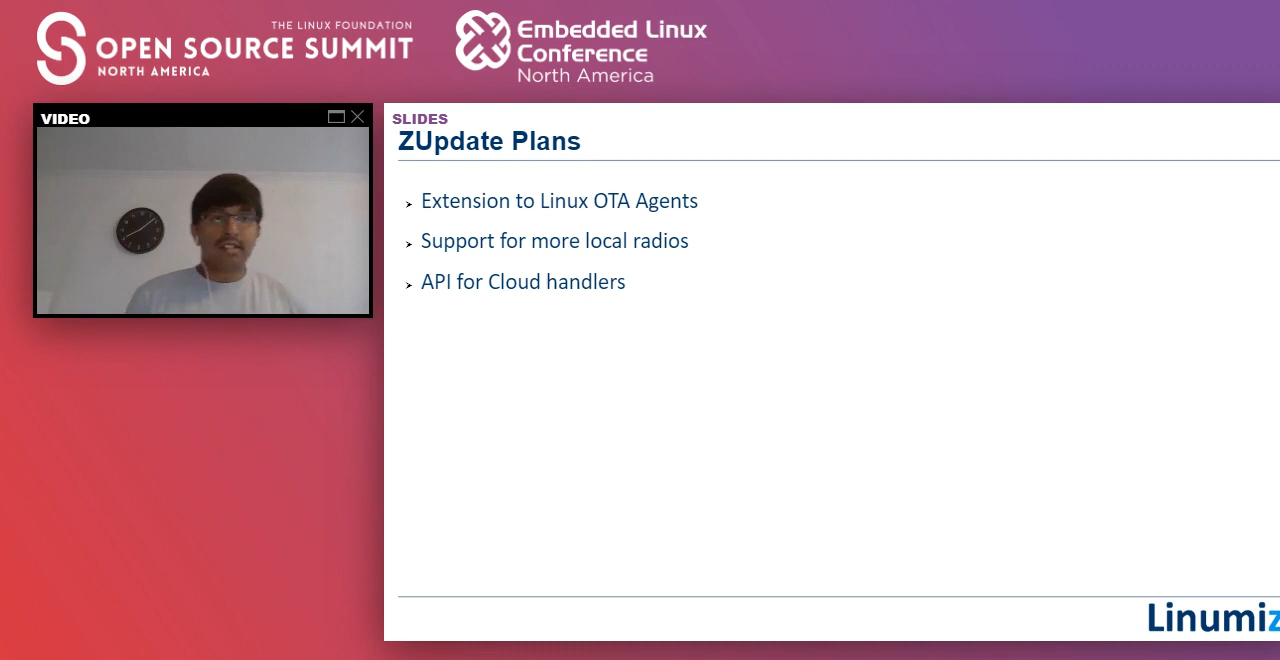 THE LINUX FOUNDATION
OPEN SOURCE SUMMIT
NORTH AMERICA
Embedded Linux
Conference
North America
VIDEO
SLIDES
ZUpdate Plans
Extension to Linux OTA Agents
Support for more local radios
API for Cloud handlers
Linumiz